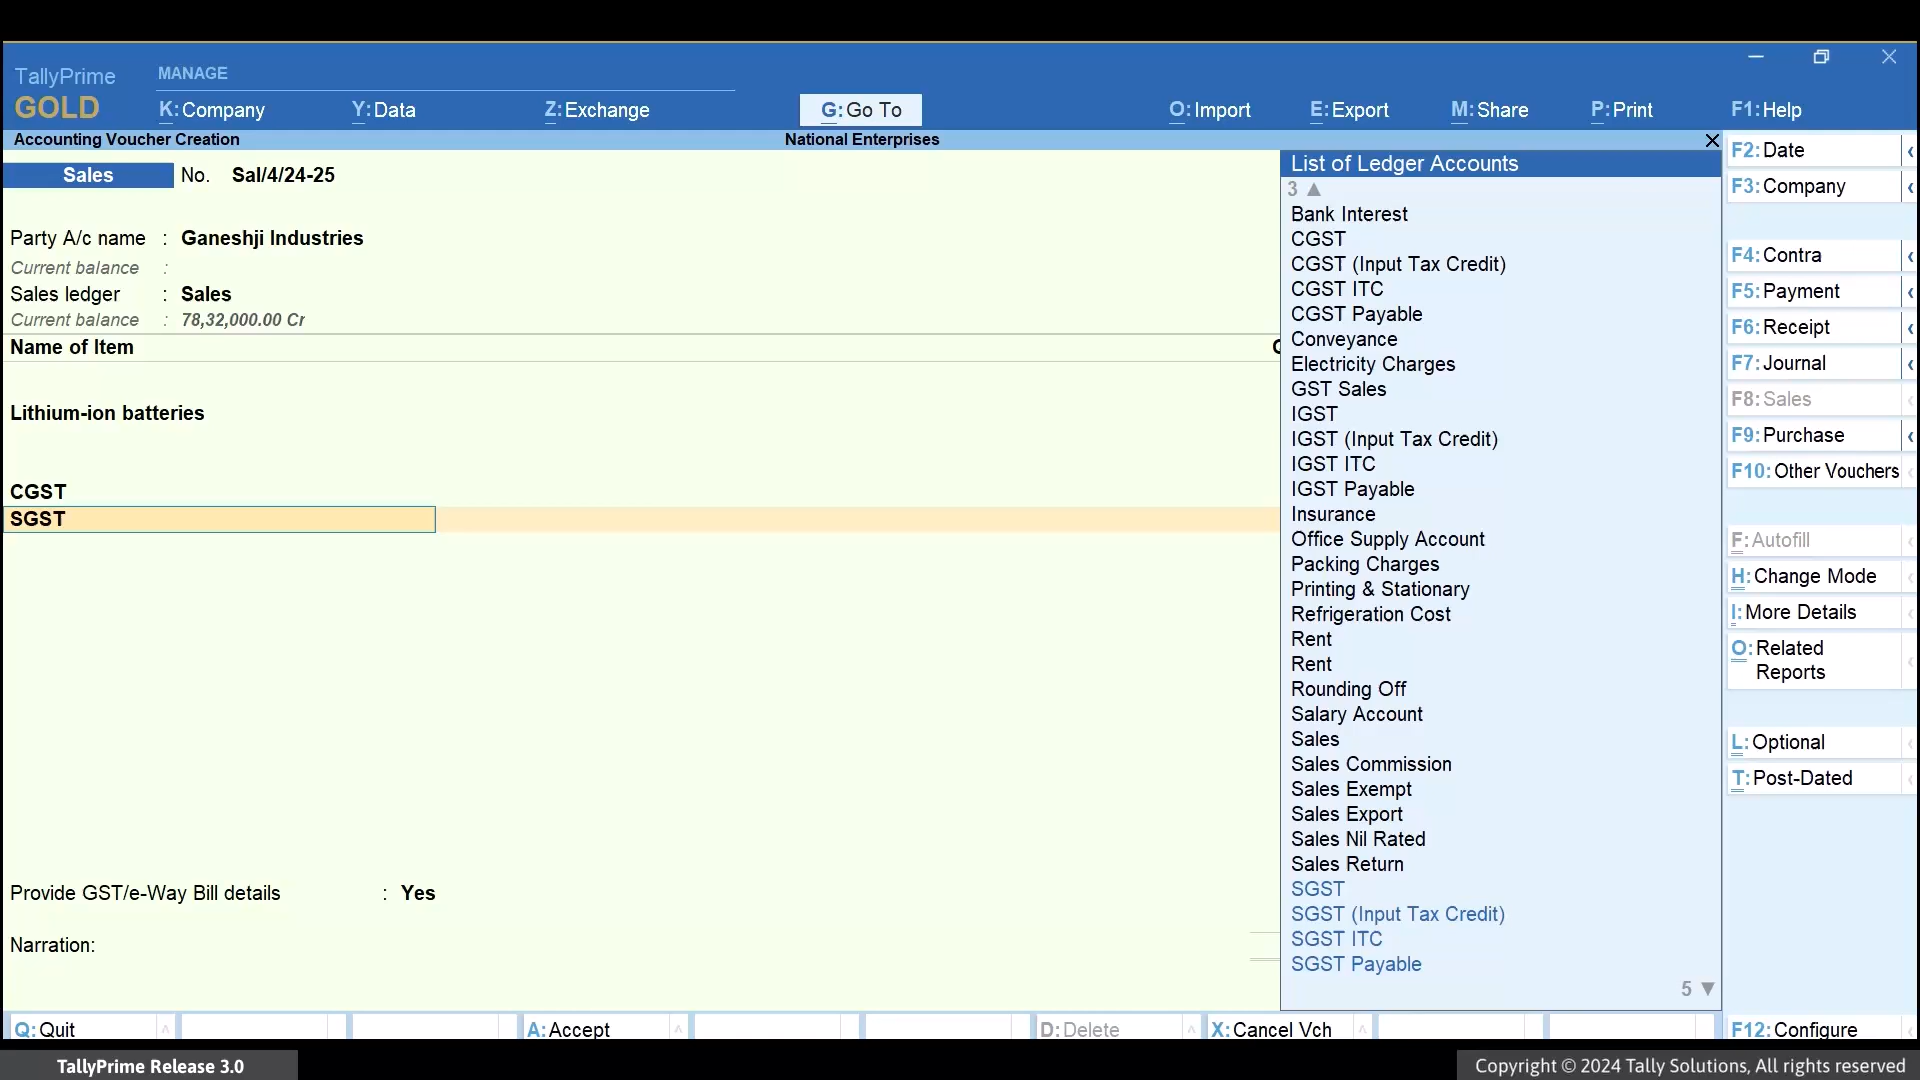 TallyPrime
GOLD
MANAGE
K:Company
Y:Data
Z:Exchange
G:Go To
O:Import
E:Export
M:Share
P:Print
F1:Help
Accounting Voucher Creation
National Enterprises
Sales No. Sal/4/24-25
Party A/c name : Ganeshji Industries
Current balance :
Sales ledger : Sales
Current balance : 78,32,000.00 Cr
Name of Item
Lithium-ion batteries
CGST
SGST
Provide GST/e-Way Bill details : Yes
Narration:
List of Ledger Accounts
3 ▲
Bank Interest
CGST
CGST (Input Tax Credit)
CGST ITC
CGST Payable
Conveyance
Electricity Charges
GST Sales
IGST
IGST (Input Tax Credit)
IGST ITC
IGST Payable
Insurance
Office Supply Account
Packing Charges
Printing & Stationary
Refrigeration Cost
Rent
Rent
Rounding Off
Salary Account
Sales
Sales Commission
Sales Exempt
Sales Export
Sales Nil Rated
Sales Return
SGST
SGST (Input Tax Credit)
SGST ITC
SGST Payable
5 ▼
F2:Date
F3:Company
F4:Contra
F5:Payment
F6:Receipt
F7:Journal
F8:Sales
F9:Purchase
F10:Other Vouchers
F:Autofill
H:Change Mode
I:More Details
O:Related
Reports
L:Optional
T:Post-Dated
Q:Quit
A:Accept
D:Delete
X:Cancel Vch
F12:Configure
TallyPrime Release 3.0
Copyright © 2024 Tally Solutions, All rights reserved